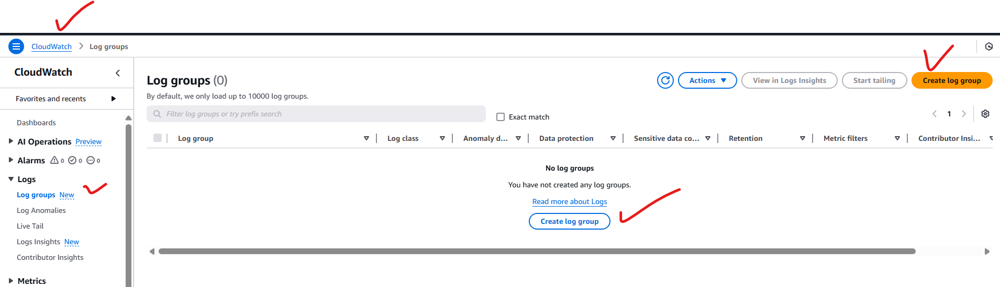 CloudWatch > Log groups
CloudWatch
Favorites and recents
Dashboards
AI Operations Preview
Alarms 0 0 0
Logs
Log groups New
Log Anomalies
Live Tail
Logs Insights New
Contributor Insights
Metrics
Log groups (0)
By default, we only load up to 10000 log groups.
Actions
View in Logs Insights
Start tailing
Create log group
Filter log groups or try prefix search
Exact match
1
Log group Log class Anomaly d... Data protection Sensitive data co... Retention Metric filters Contributor Insi...
No log groups
You have not created any log groups.
Read more about Logs
Create log group